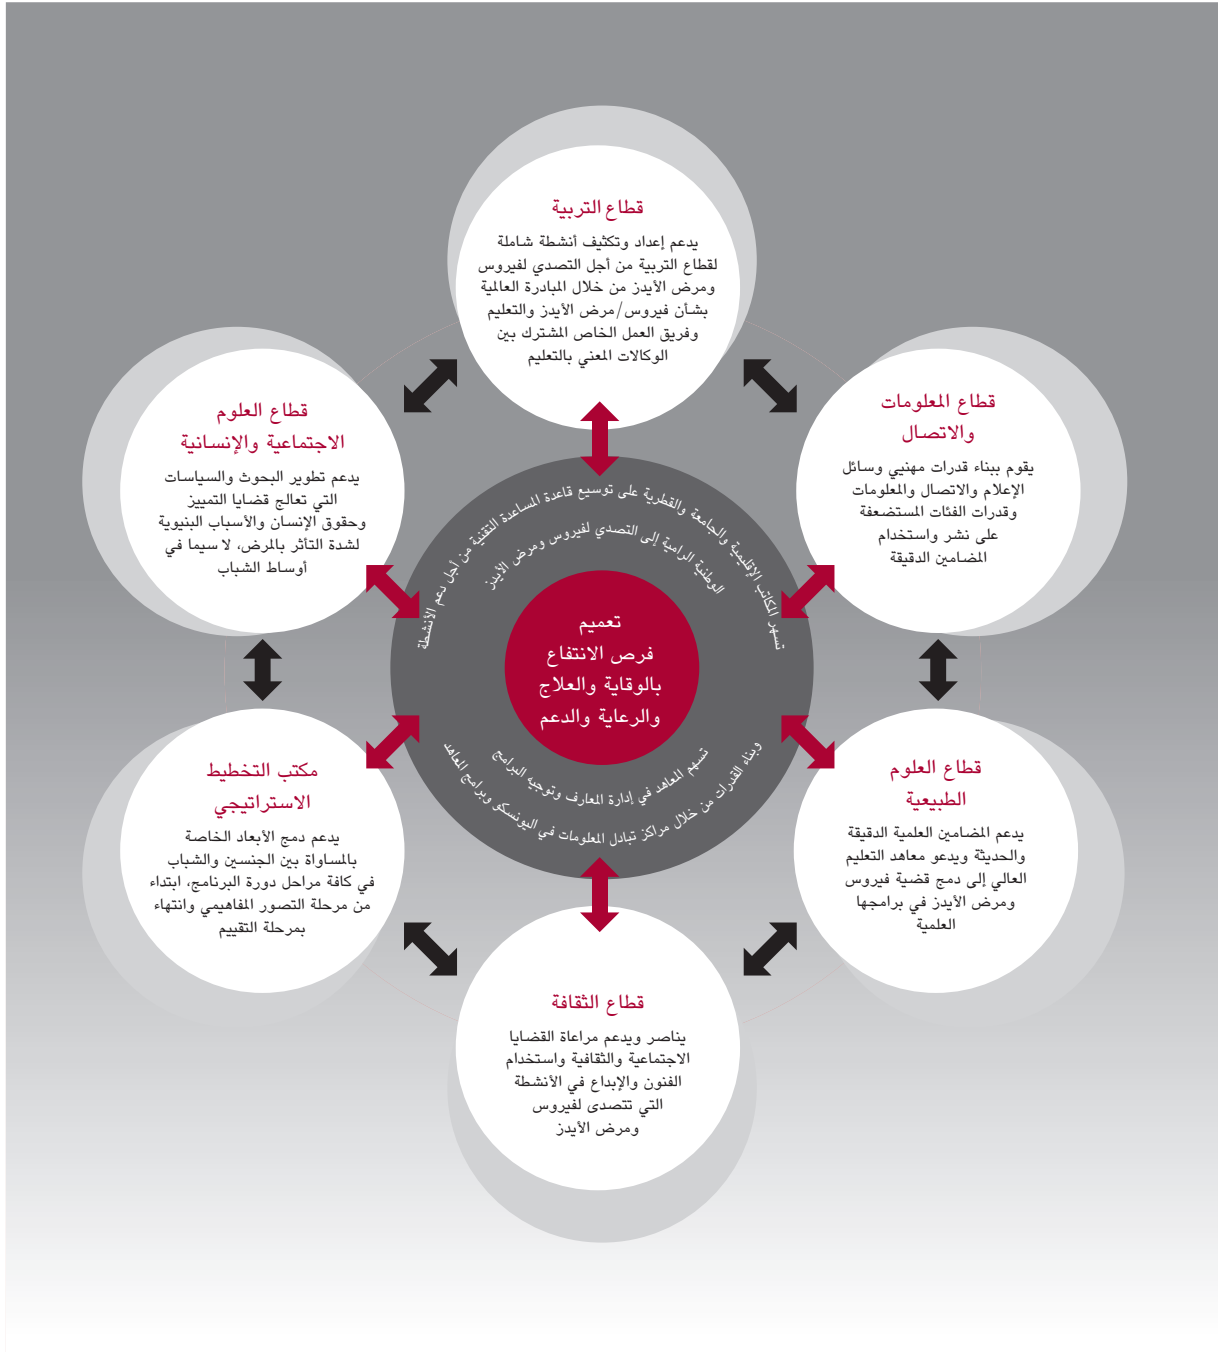 قطاع التربية
يدعم إعداد وتكثيف أنشطة شاملة
لقطاع التربية من أجل التصدي لفيروس
ومرض الأيدز من خلال المبادرة العالمية
بشأن فيروس/مرض الأيدز والتعليم
وفريق العمل الخاص المشترك بين
الوكالات المعني بالتعليم
قطاع المعلومات
والاتصال
يقوم ببناء قدرات مهنيي وسائل
الإعلام والاتصال والمعلومات
وقدرات الفئات المستضعفة
على نشر واستخدام
المضامين الدقيقة
قطاع العلوم
الاجتماعية والإنسانية
يدعم تطوير البحوث والسياسات
التي تعالج قضايا التمييز
وحقوق الإنسان والأسباب البنيوية
لشدة التأثر بالمرض، لا سيما في
أوساط الشباب
تسهر المكاتب الإقليمية والجامعة والقطرية على توسيع قاعدة المساعدة التقنية من أجل دعم الأنشطة
الوطنية الرامية إلى التصدي لفيروس ومرض الأيدز
تعميم
فرص الانتفاع
بالوقاية والعلاج
والرعاية والدعم
تسهم المعاهد في إدارة المعارف وتوجيه البرامج
وبناء القدرات من خلال مراكز تبادل المعلومات في اليونسكو وبرامج المعاهد
قطاع العلوم
الطبيعية
يدعم المضامين العلمية الدقيقة
والحديثة ويدعو معاهد التعليم
العالي إلى دمج قضية فيروس
ومرض الأيدز في برامجها
العلمية
مكتب التخطيط
الاستراتيجي
يدعم دمج الأبعاد الخاصة
بالمساواة بين الجنسين والشباب
في كافة مراحل دورة البرنامج، ابتداء
من مرحلة التصور المفاهيمي وانتهاء
بمرحلة التقييم
قطاع الثقافة
يناصر ويدعم مراعاة القضايا
الاجتماعية والثقافية واستخدام
الفنون والإبداع في الأنشطة
التي تتصدى لفيروس
ومرض الأيدز